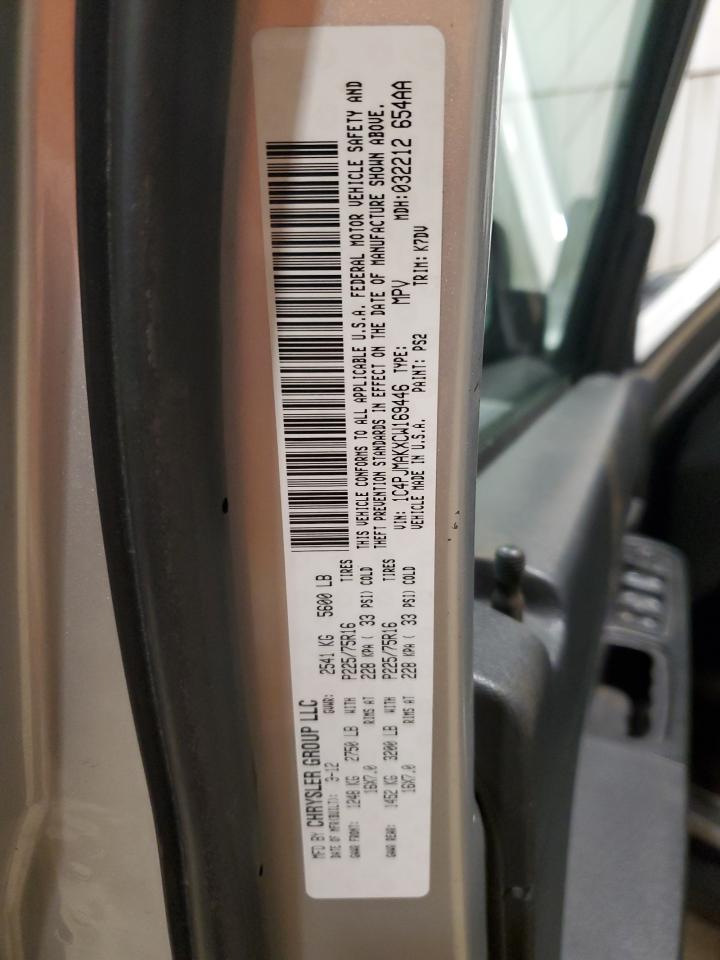 MFD BY CHRYSLER GROUP LLC
DATE OF MFR(BUILT): 3-12 GVWR: 2541 KG 5600 LB
GAWR FRONT: 1248 KG 2750 LB WITH P225/75R16 TIRES
16X7.0 RIMS AT 228 KPA ( 33 PSI) COLD
GAWR REAR: 1452 KG 3200 LB WITH P225/75R16 TIRES
16X7.0 RIMS AT 228 KPA ( 33 PSI) COLD
THIS VEHICLE CONFORMS TO ALL APPLICABLE U.S.A. FEDERAL MOTOR VEHICLE SAFETY AND
THEFT PREVENTION STANDARDS IN EFFECT ON THE DATE OF MANUFACTURE SHOWN ABOVE.
VIN: 1C4PJMAKXCW169446 TYPE: MPV MDH:032212 654AA
VEHICLE MADE IN U.S.A. PAINT: PS2 TRIM: K7DV